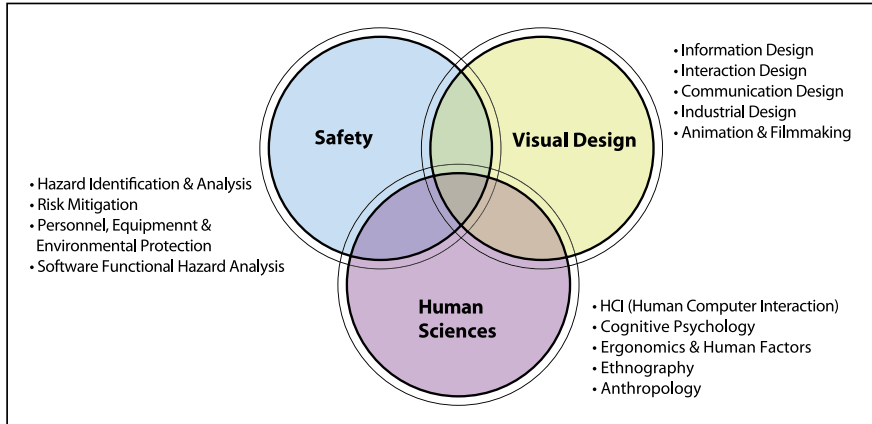 Safety
Visual Design
Human
Sciences
• Information Design
• Interaction Design
• Communication Design
• Industrial Design
• Animation & Filmmaking
• Hazard Identification & Analysis
• Risk Mitigation
• Personnel, Equipmennt &
Environmental Protection
• Software Functional Hazard Analysis
• HCI (Human Computer Interaction)
• Cognitive Psychology
• Ergonomics & Human Factors
• Ethnography
• Anthropology